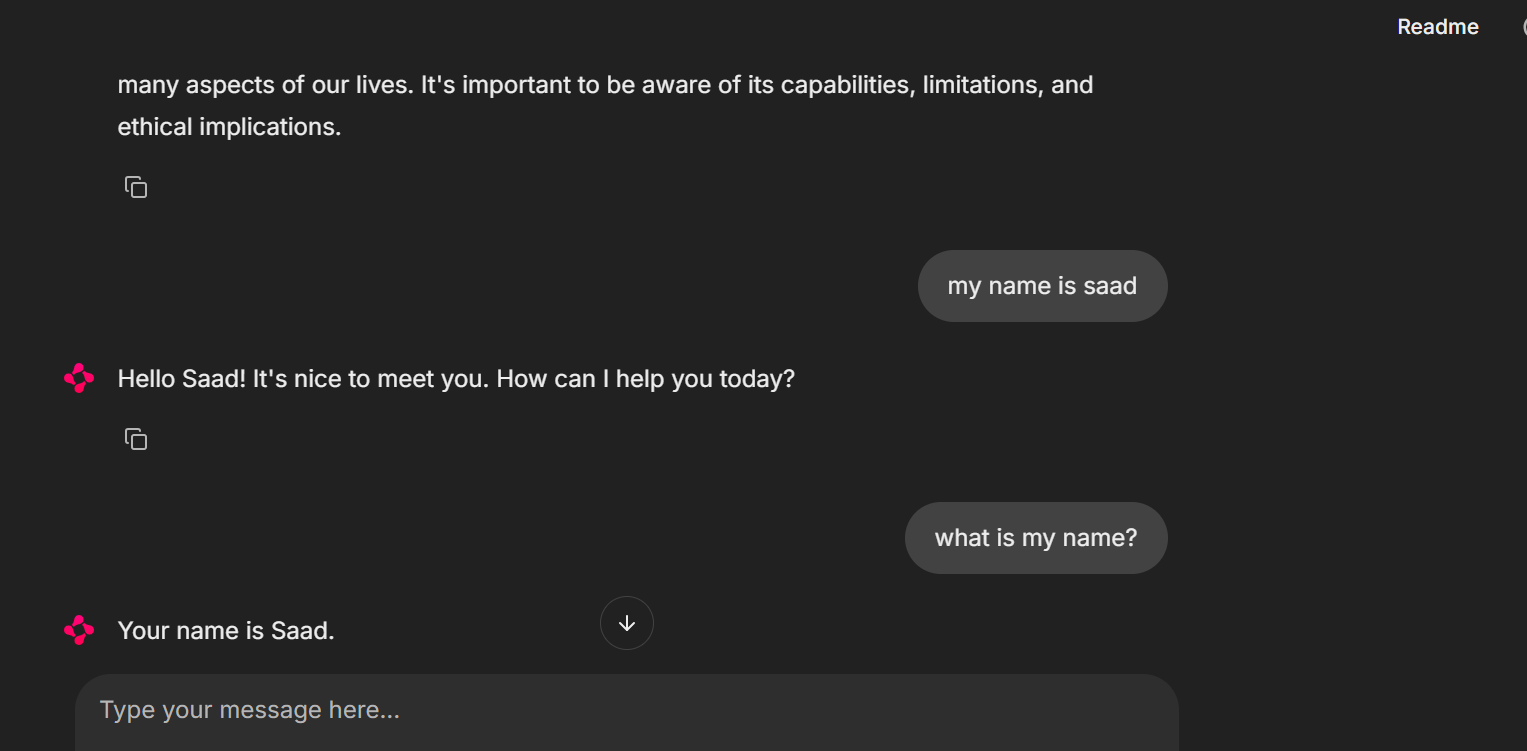 Readme
many aspects of our lives. It's important to be aware of its capabilities, limitations, and
ethical implications.
my name is saad
Hello Saad! It's nice to meet you. How can I help you today?
what is my name?
Your name is Saad.
Type your message here...